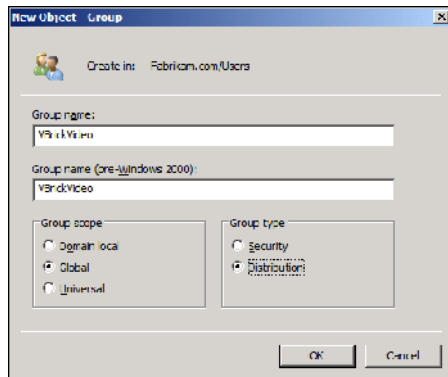 New Object - Group
Create in: Fabrikam.com/Users
Group name:
VBrickVideo
Group name (pre-Windows 2000):
VBrickVideo
Group scope
Domain local
Global
Universal
Group type
Security
Distribution
OK
Cancel